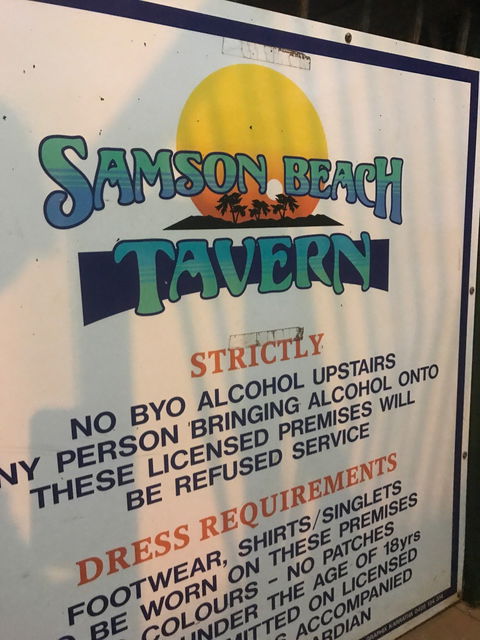 SAMSON BEACH
TAVERN
STRICTLY
NO BYO ALCOHOL UPSTAIRS
NY PERSON BRINGING ALCOHOL ONTO
THESE LICENSED PREMISES WILL
BE REFUSED SERVICE
DRESS REQUIREMENTS
FOOTWEAR, SHIRTS/SINGLETS
O BE WORN ON THESE PREMISES
COLOURS - NO PATCHES
UNDER THE AGE OF 18yrs
MITTED ON LICENSED
ACCOMPANIED
RDIAN